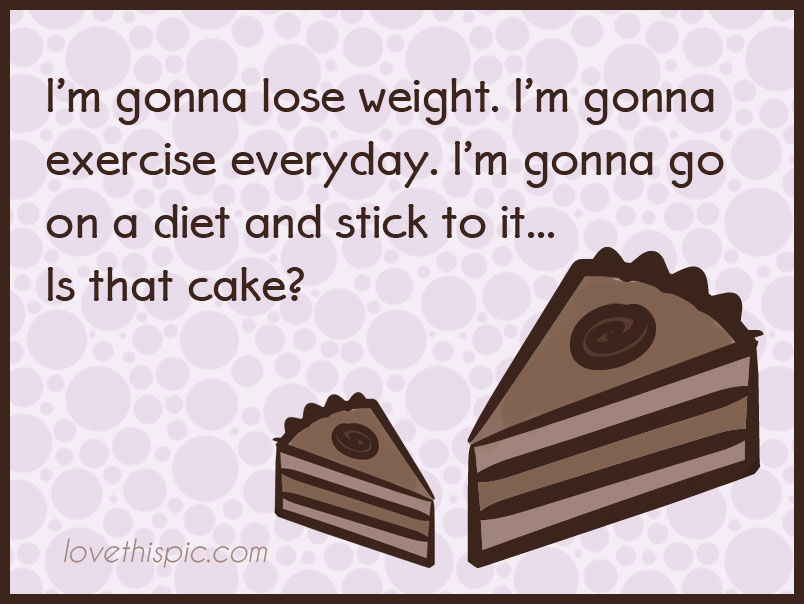 I'm gonna lose weight. I'm gonna
exercise everyday. I'm gonna go
on a diet and stick to it...
Is that cake?
lovethispic.com